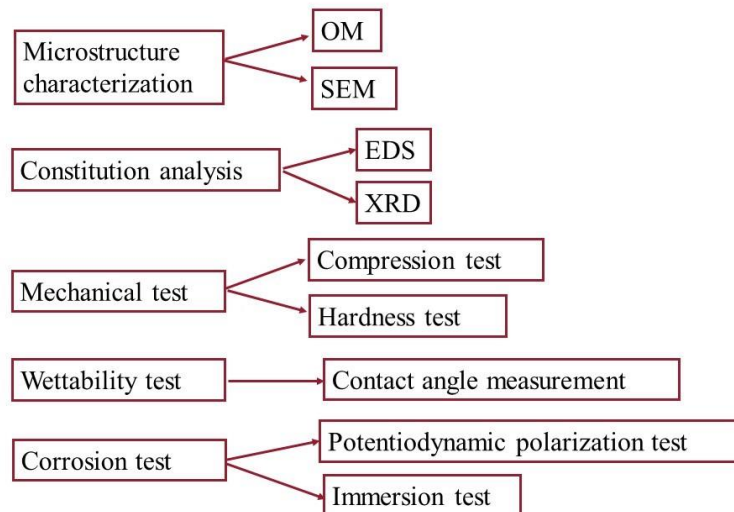 Microstructure
characterization
OM
SEM
Constitution analysis
EDS
XRD
Mechanical test
Compression test
Hardness test
Wettability test
Contact angle measurement
Corrosion test
Potentiodynamic polarization test
Immersion test